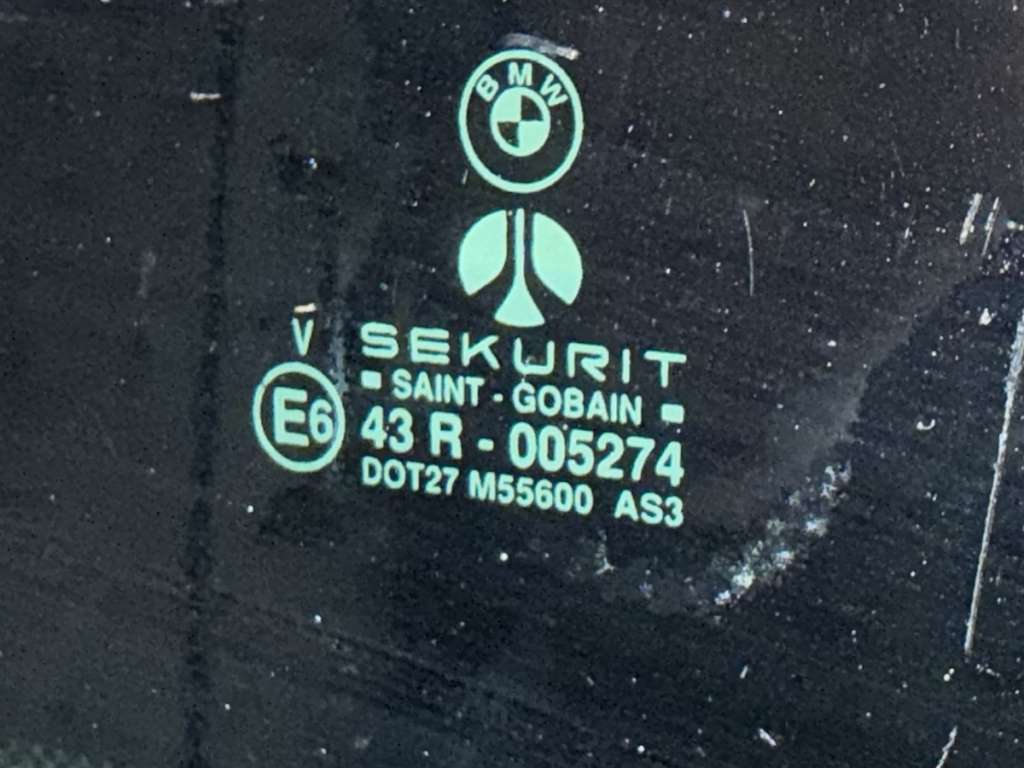 BMW
V
SEKURIT
SAINT - GOBAIN
E6
43 R - 005274
DOT27 M55600 AS3